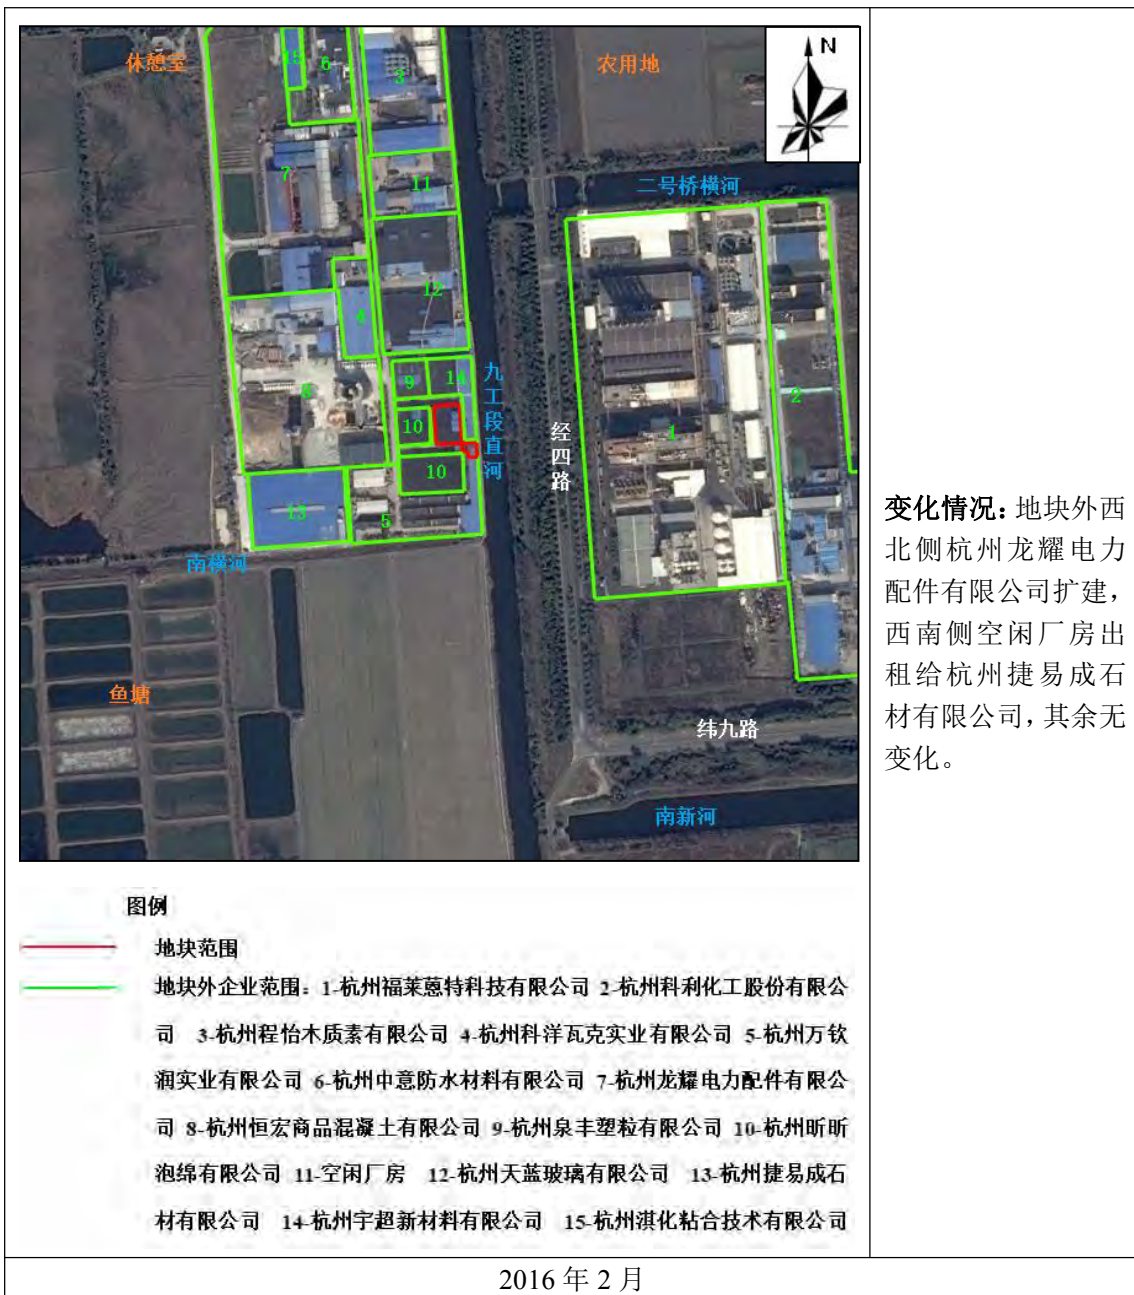 休憩室
农用地
N
15
6
3
7
11
二号桥横河
12
4
8
9
14
九工段直河
10
10
5
13
经四路
1
2
南横河
鱼塘
纬九路
南新河
变化情况：地块外西
北侧杭州龙耀电力
配件有限公司扩建，
西南侧空闲厂房出
租给杭州捷易成石
材有限公司，其余无
变化。
图例
地块范围
地块外企业范围：1-杭州福莱蒽特科技有限公司 2-杭州科利化工股份有限公
司 3-杭州程怡木质素有限公司 4-杭州科洋瓦克实业有限公司 5-杭州万钦
润实业有限公司 6-杭州中意防水材料有限公司 7-杭州龙耀电力配件有限公
司 8-杭州恒宏商品混凝土有限公司 9-杭州泉丰塑粒有限公司 10-杭州昕昕
泡绵有限公司 11-空闲厂房 12-杭州天蓝玻璃有限公司 13-杭州捷易成石
材有限公司 14-杭州宇超新材料有限公司 15-杭州淇化粘合技术有限公司
2016 年 2 月